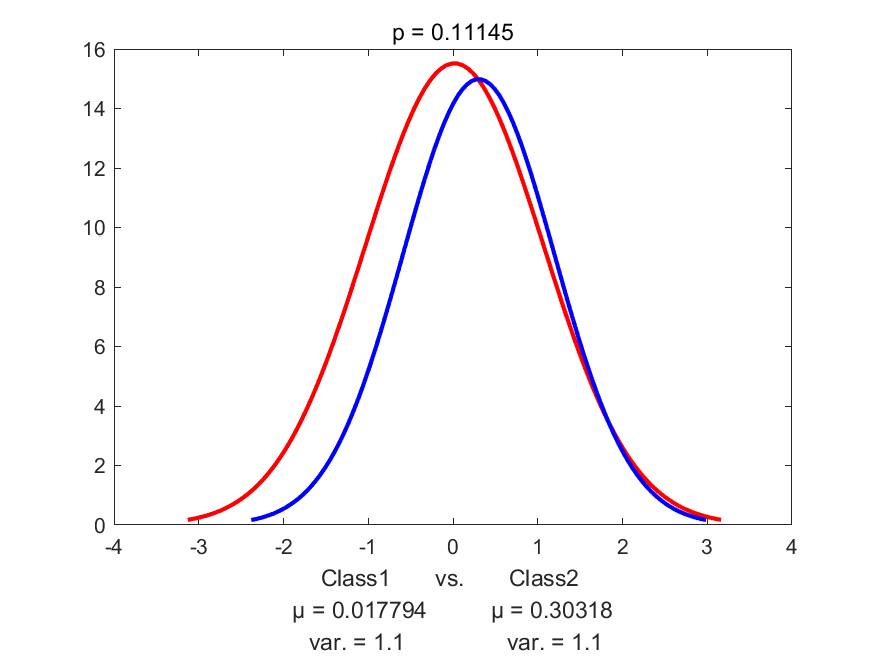 p = 0.11145
16
14
12
10
8
6
4
2
0
-4 -3 -2 -1 0 1 2 3 4
Class1 vs. Class2
µ = 0.017794 µ = 0.30318
var. = 1.1 var. = 1.1